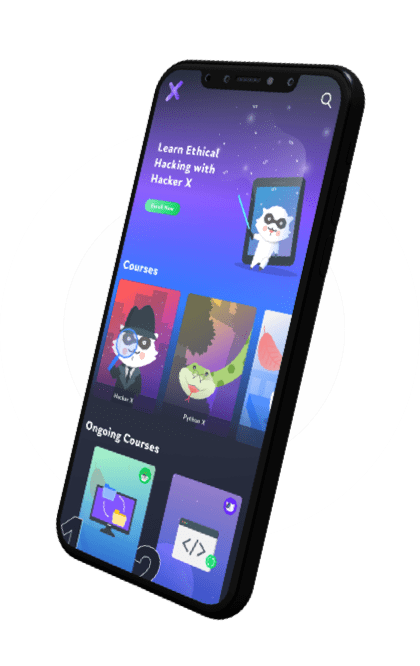 X
Learn Ethical
Hacking with
Hacker X
Enroll Now
Courses
Hacker X
Python X
Ongoing Courses
</>
1
2